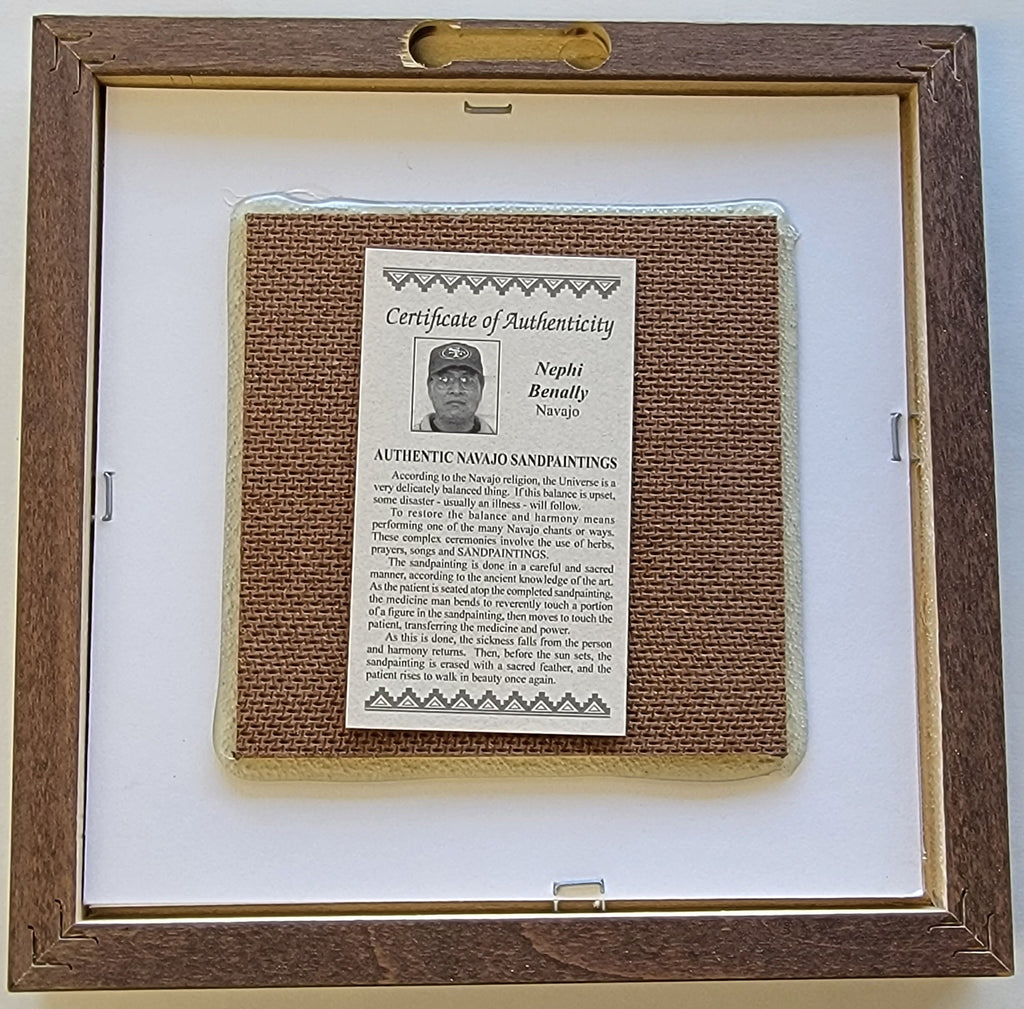 Certificate of Authenticity
Nephi
Benally
Navajo
AUTHENTIC NAVAJO SANDPAINTINGS
According to the Navajo religion, the Universe is a
very delicately balanced thing. If this balance is upset,
some disaster - usually an illness - will follow.
To restore the balance and harmony means
performing one of the many Navajo chants or ways.
These complex ceremonies involve the use of herbs,
prayers, songs and SANDPAINTINGS.
The sandpainting is done in a careful and sacred
manner, according to the ancient knowledge of the art.
As the patient is seated atop the completed sandpainting,
the medicine man bends to reverently touch a portion
of a figure in the sandpainting, then moves to touch the
patient, transferring the medicine and power.
As this is done, the sickness falls from the person
and harmony returns. Then, before the sun sets, the
sandpainting is erased with a sacred feather, and the
patient rises to walk in beauty once again.